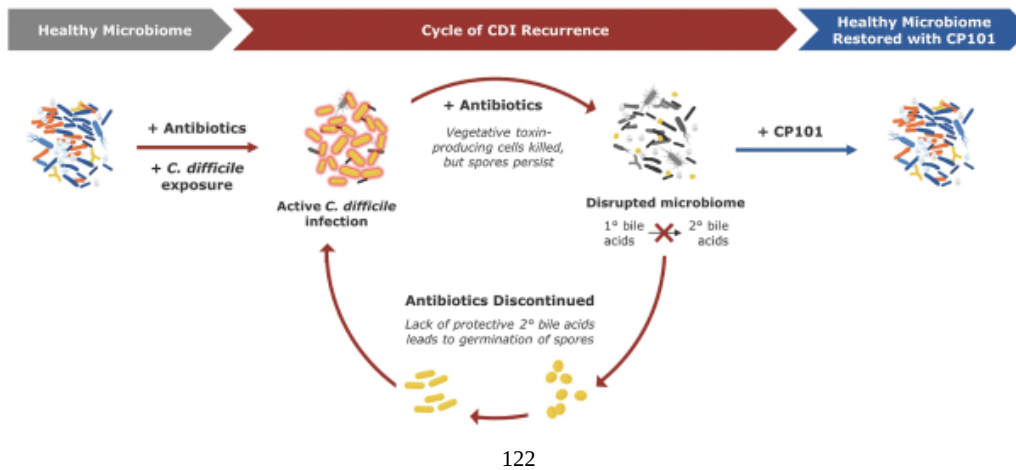 Healthy Microbiome
Cycle of CDI Recurrence
Healthy Microbiome
Restored with CP101
+ Antibiotics
+ C. difficile
exposure
Active C. difficile
infection
+ Antibiotics
Vegetative toxin-
producing cells killed,
but spores persist
Disrupted microbiome
1° bile
acids
2° bile
acids
+ CP101
Antibiotics Discontinued
Lack of protective 2° bile acids
leads to germination of spores
122